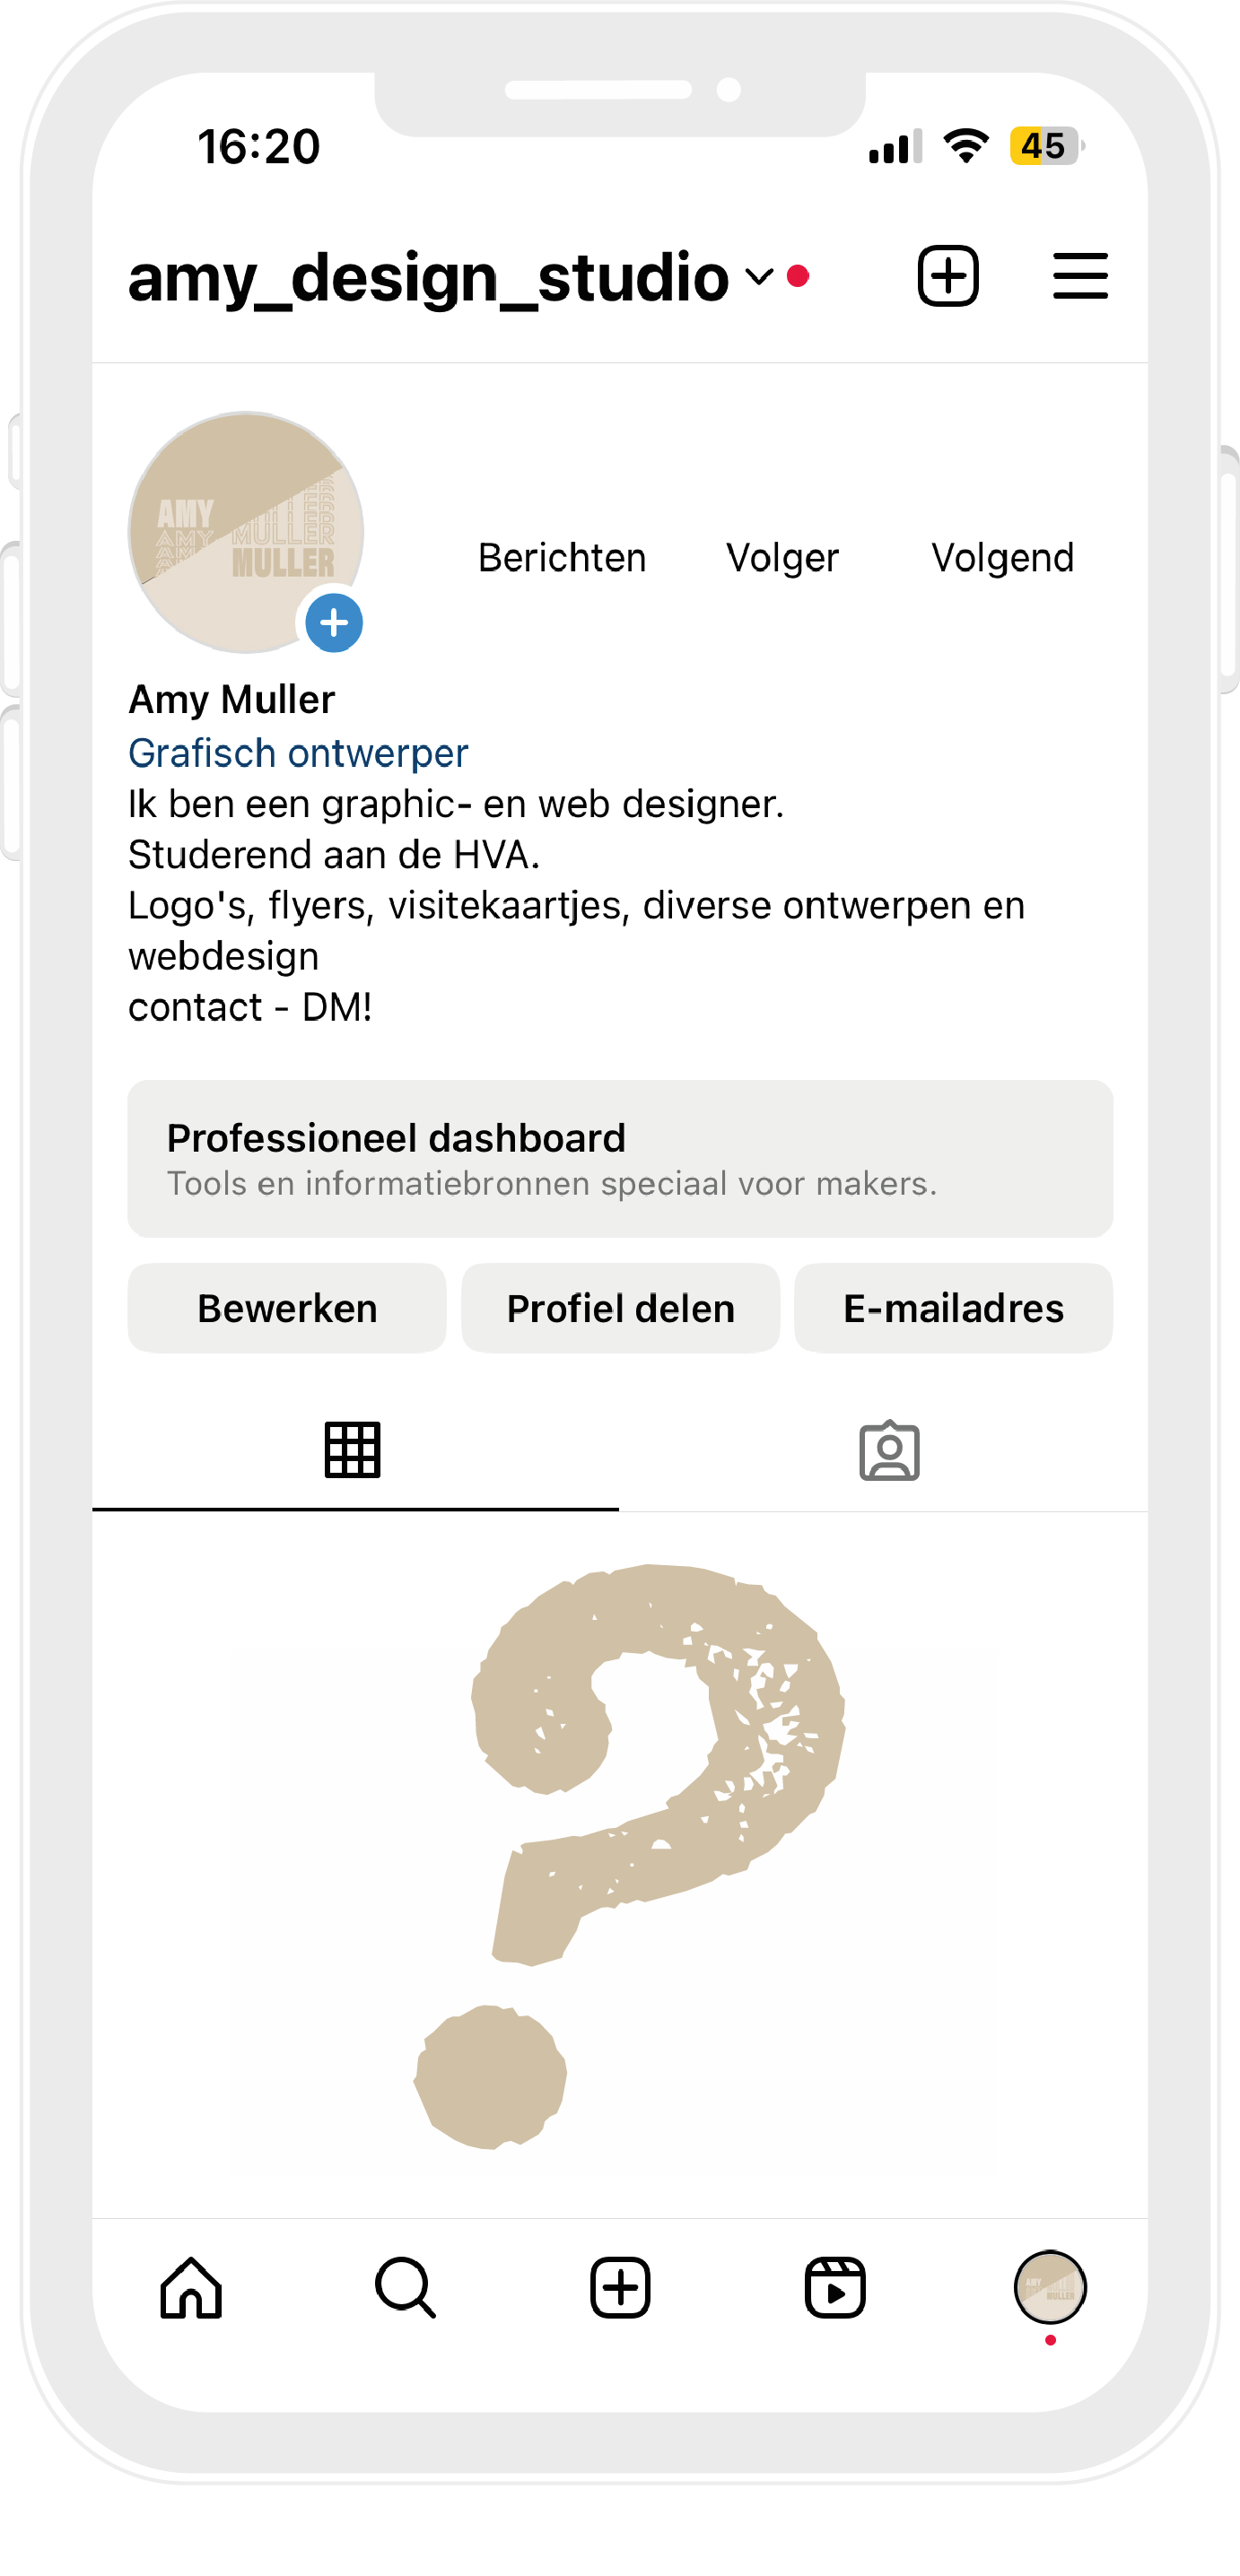 16:20
45
amy_design_studio
AMY
AMY
MULLER
MULLER
Berichten Volger Volgend
Amy Muller
Grafisch ontwerper
Ik ben een graphic- en web designer.
Studerend aan de HVA.
Logo's, flyers, visitekaartjes, diverse ontwerpen en
webdesign
contact - DM!
Professioneel dashboard
Tools en informatiebronnen speciaal voor makers.
Bewerken Profiel delen E-mailadres
?
AMY
MULLER